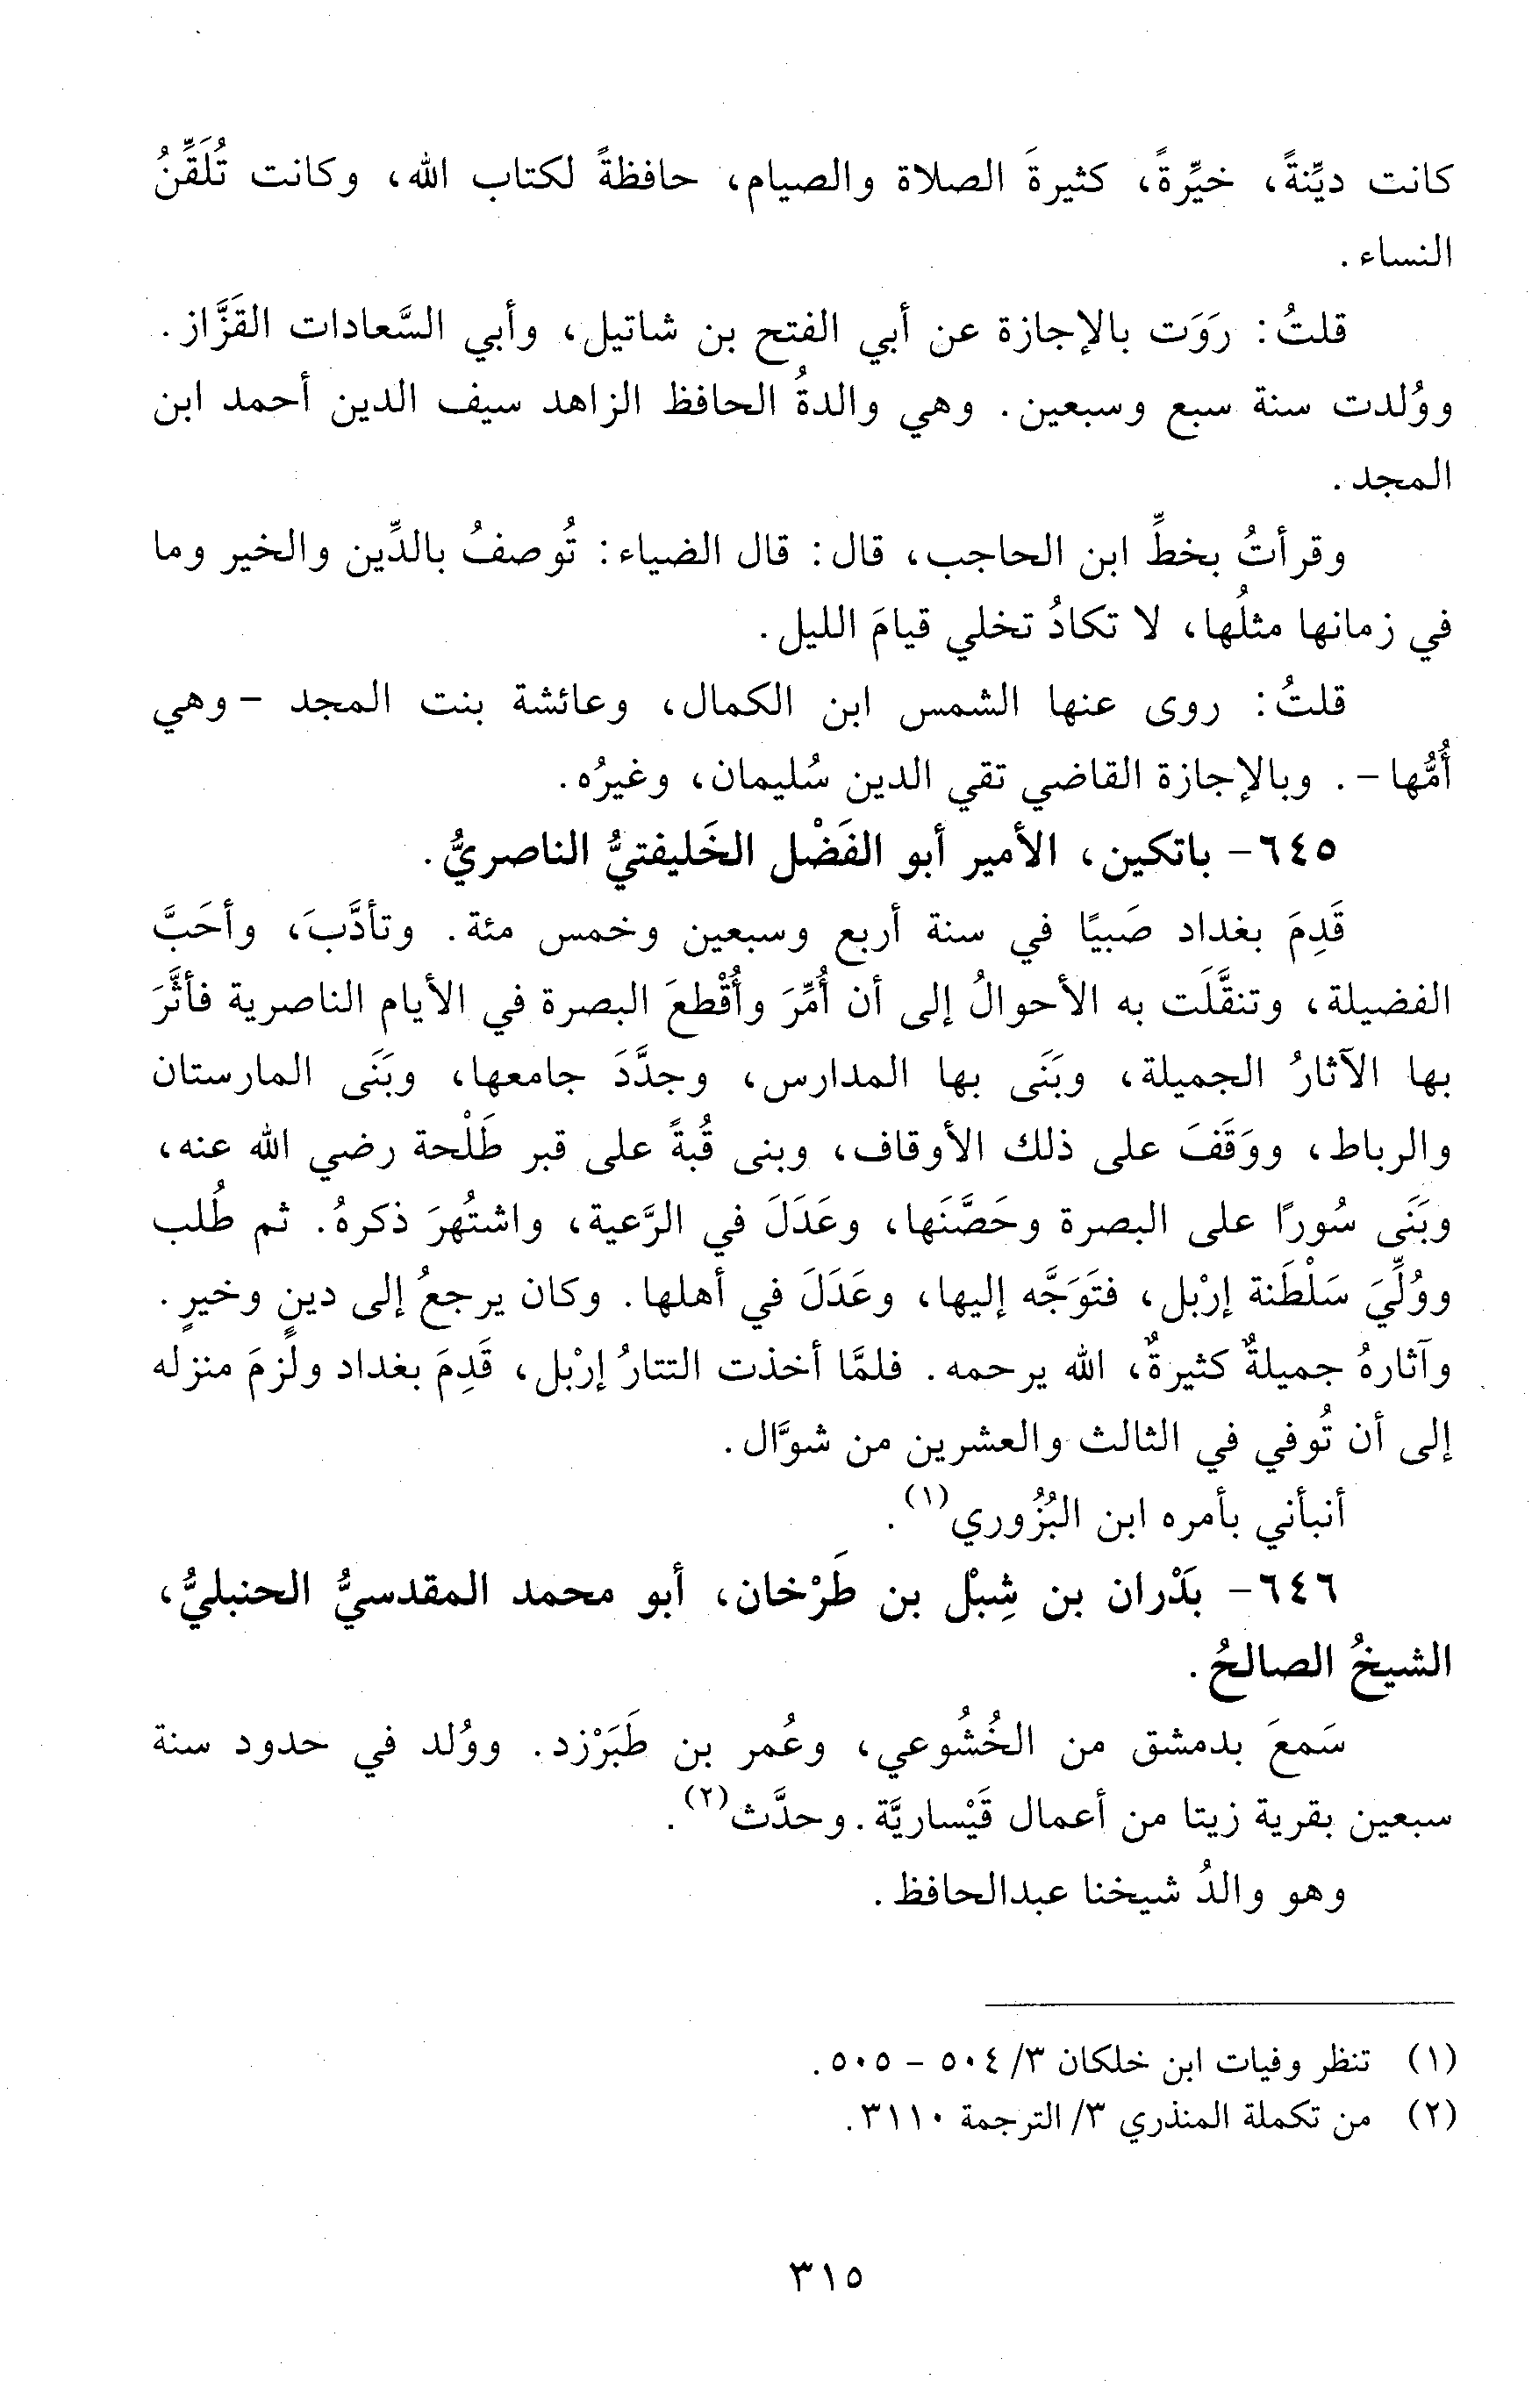 كانت ديِّنةً، خيِّرةً، كثيرةَ الصلاة والصيام، حافظةً لكتاب الله، وكانت تُلَقِّنُ
النساء.
قلتُ: رَوَت بالإجازة عن أبي الفتح بن شاتيل، وأبي السَّعادات القَزَّاز.
ووُلدت سنة سبع وسبعين. وهي والدةُ الحافظ الزاهد سيف الدين أحمد ابن
المجد.
وقرأتُ بخطِّ ابن الحاجب، قال: قال الضياء: تُوصفُ بالدِّين والخير وما
في زمانها مثلُها، لا تكادُ تخلي قيامَ الليل.
قلتُ: روى عنها الشمس ابن الكمال، وعائشة بنت المجد - وهي
أُمُّها -. وبالإجازة القاضي تقي الدين سُليمان، وغيرُه.
٦٤٥- باتكين، الأمير أبو الفَضْل الخَليفتيُّ الناصريُّ.
قَدِمَ بغداد صَبيًا في سنة أربع وسبعين وخمس مئة. وتأدَّبَ، وأحَبَّ
الفضيلة، وتنقَّلَت به الأحوالُ إلى أن أُمِّرَ وأُقْطعَ البصرة في الأيام الناصرية فأثَّرَ
بها الآثارُ الجميلة، وبَنَى بها المدارس، وجدَّدَ جامعها، وبَنَى المارستان
والرباط، ووَقَفَ على ذلك الأوقاف، وبنى قُبةً على قبر طَلْحة رضي الله عنه،
وبَنَى سُورًا على البصرة وحَصَّنَها، وعَدَلَ في الرَّعية، واشتُهرَ ذكرهُ. ثم طُلب
ووُلِّيَ سَلْطَنة إرْبل، فتَوَجَّه إليها، وعَدَلَ في أهلها. وكان يرجعُ إلى دينٍ وخيرٍ.
وآثارهُ جميلةٌ كثيرةٌ، الله يرحمه. فلمَّا أخذت التتارُ إرْبل، قَدِمَ بغداد ولَزمَ منزله
إلى أن تُوفي في الثالث والعشرين من شوَّال.
أنبأني بأمره ابن البُزُوري(١).
٦٤٦- بَدْران بن شِبْل بن طَرْخان، أبو محمد المقدسيُّ الحنبليُّ،
الشيخُ الصالحُ.
سَمعَ بدمشق من الخُشُوعي، وعُمر بن طَبَرْزد. ووُلد في حدود سنة
سبعين بقرية زيتا من أعمال قَيْساريَّة. وحدَّث(٢).
وهو والدُ شيخنا عبدالحافظ.
(١) تنظر وفيات ابن خلكان ٣/ ٥٠٤ - ٥٠٥.
(٢) من تكملة المنذري ٣/ الترجمة ٣١١٠.
٣١٥